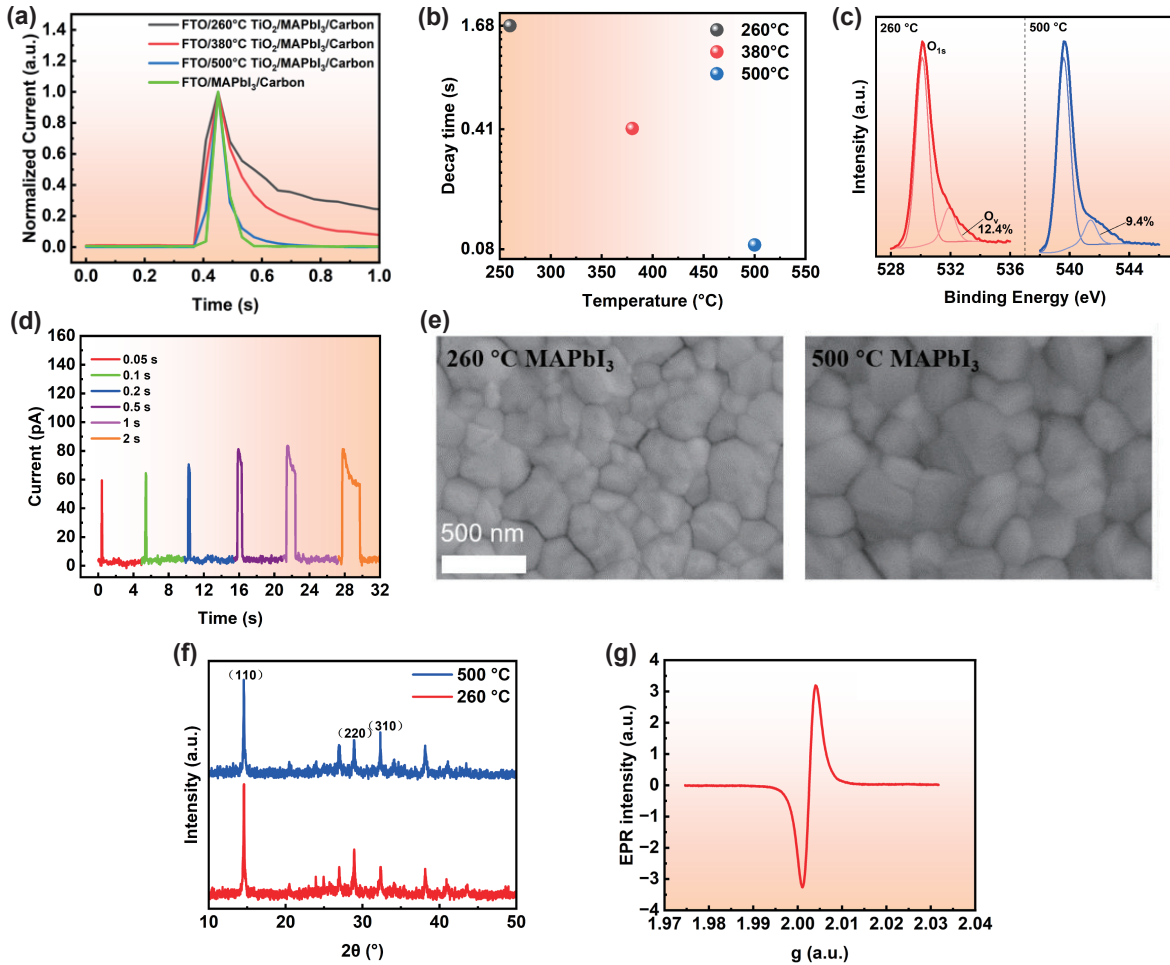 (a)
FTO/260°C TiO₂/MAPbI₃/Carbon
FTO/380°C TiO₂/MAPbI₃/Carbon
FTO/500°C TiO₂/MAPbI₃/Carbon
FTO/MAPbI₃/Carbon
Normalized Current (a.u.)
1.4
1.2
1.0
0.8
0.6
0.4
0.2
0.0
0.0 0.2 0.4 0.6 0.8 1.0
Time (s)
(b)
260°C
380°C
500°C
Decay time (s)
1.68
0.41
0.08
250 300 350 400 450 500 550
Temperature (°C)
(c)
260 °C
500 °C
O₁ₛ
Oᵥ
12.4%
9.4%
Intensity (a.u.)
528 530 532 534 536 540 544
Binding Energy (eV)
(d)
0.05 s
0.1 s
0.2 s
0.5 s
1 s
2 s
Current (pA)
160
140
120
100
80
60
40
20
0
0 4 8 12 16 20 24 28 32
Time (s)
(e)
260 °C MAPbI₃
500 nm
500 °C MAPbI₃
(f)
500 °C
260 °C
(110)
(220)
(310)
Intensity (a.u.)
10 20 30 40 50
2θ (°)
(g)
EPR intensity (a.u.)
4
3
2
1
0
−1
−2
−3
−4
1.97 1.98 1.99 2.00 2.01 2.02 2.03 2.04
g (a.u.)